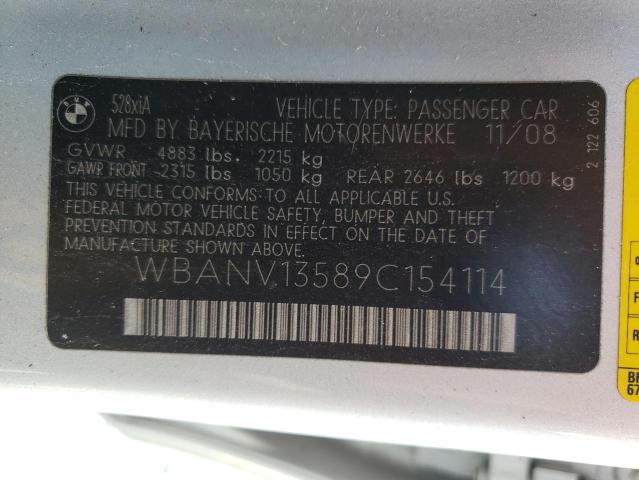 BMW 528xiA VEHICLE TYPE: PASSENGER CAR
MFD BY BAYERISCHE MOTORENWERKE 11/08
GVWR 4883 lbs. 2215 kg
GAWR FRONT -2315 lbs 1050 kg REAR 2646 lbs 1200 kg
THIS VEHICLE CONFORMS TO ALL APPLICABLE U.S.
FEDERAL MOTOR VEHICLE SAFETY, BUMPER AND THEFT
PREVENTION STANDARDS IN EFFECT ON THE DATE OF
MANUFACTURE SHOWN ABOVE.
WBANV13589C154114
2 122 606
F
R
67